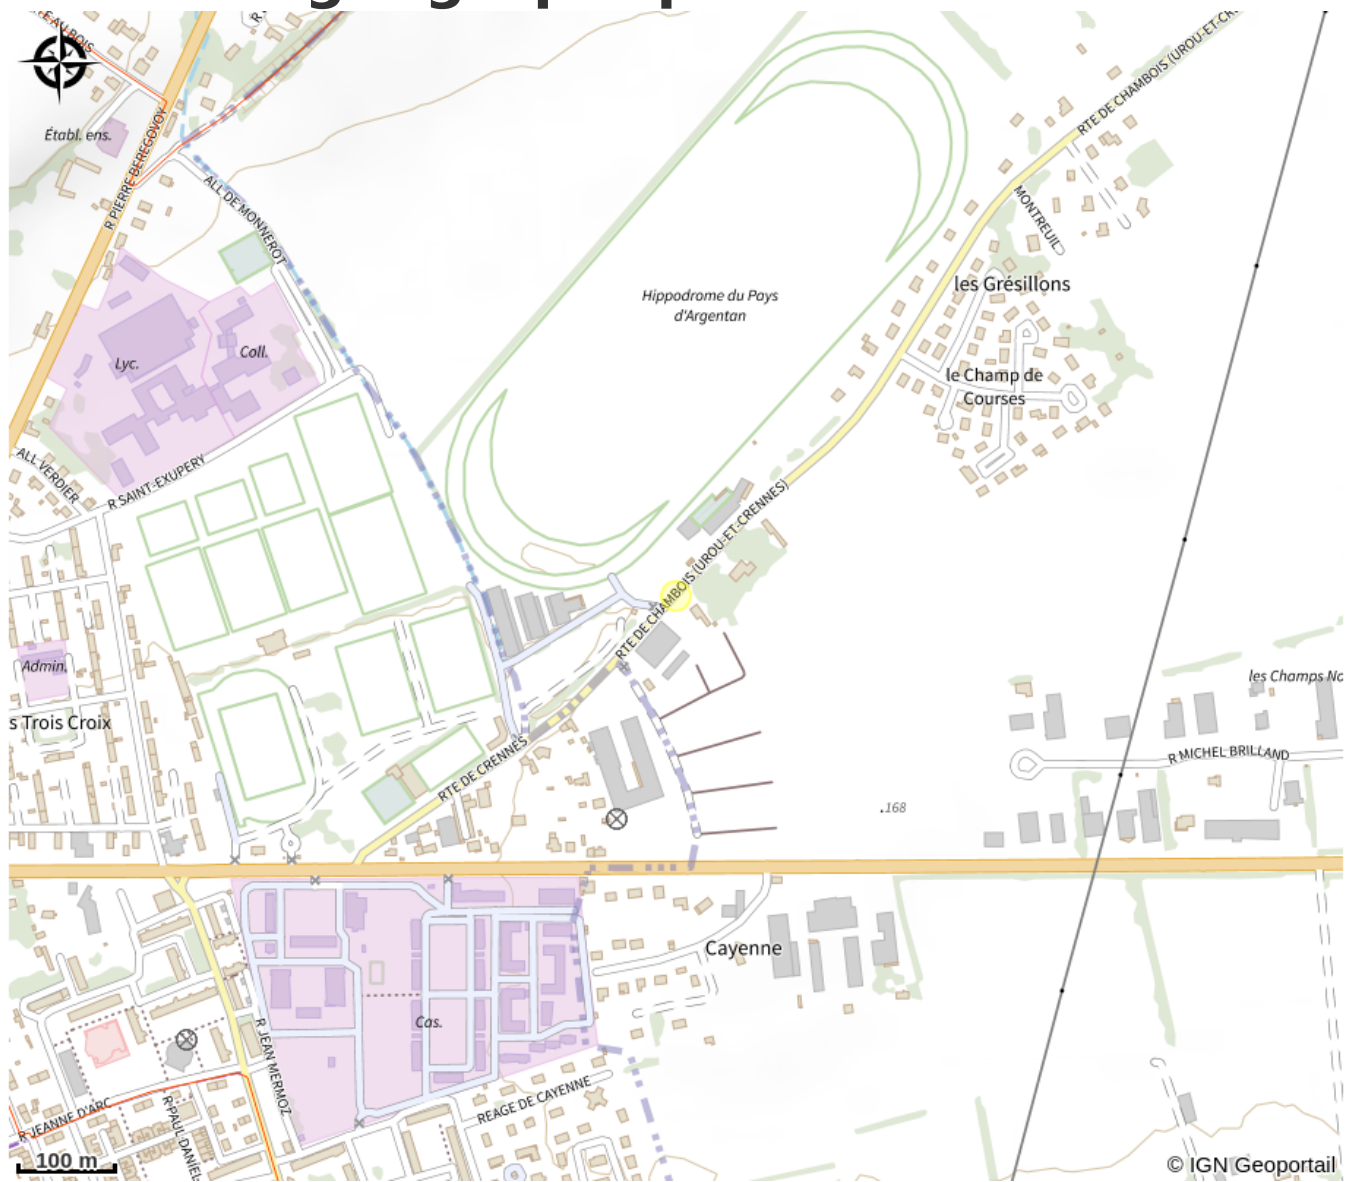 RTE DE CHAMBOIS (UROU-ET-CR
R PIERRE BEREGOVOY
Établ. ens.
ALL DE MONNEROT
MONTREUIL
les Grésillons
Hippodrome du Pays
d'Argentan
Lyc.
Coll.
le Champ de
Courses
ALL VERDIER
R SAINT-EXUPERY
RTE DE CHAMBOIS (UROU-ET-CRENNES)
Admin.
les Champs No
s Trois Croix
RTE DE CRENNES
R MICHEL BRILLAND
.168
Cayenne
Cas.
R JEAN MERMOZ
REAGE DE CAYENNE
R JEANNE D'ARC
R PAUL DANIEL
100 m
© IGN Geoportail